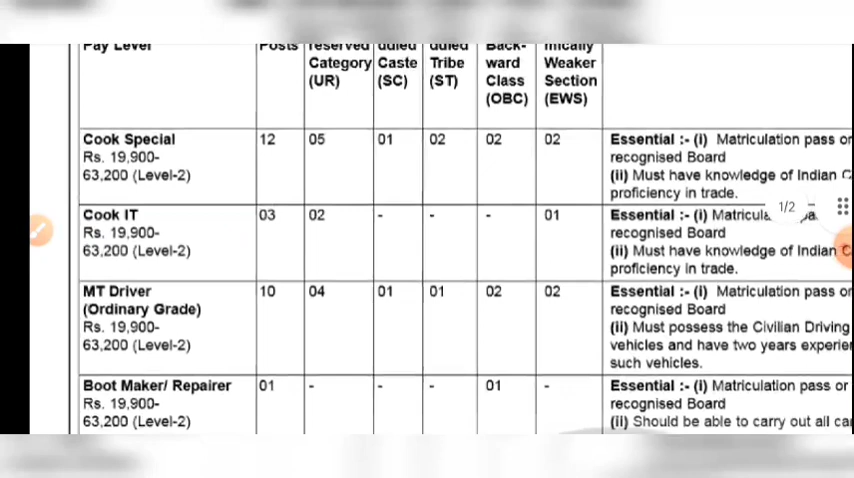 Pay Level Posts reserved duled duled Back- mically
Category Caste Tribe ward Weaker
(UR) (SC) (ST) Class Section
(OBC) (EWS)
Cook Special 12 05 01 02 02 02 Essential :- (i) Matriculation pass or
Rs. 19,900- recognised Board
63,200 (Level-2) (ii) Must have knowledge of Indian C
proficiency in trade.
1/2
Cook IT 03 02 - - - 01 Essential :- (i) Matricula pa
Rs. 19,900- recognised Board
63,200 (Level-2) (ii) Must have knowledge of Indian C
proficiency in trade.
MT Driver 10 04 01 01 02 02 Essential :- (i) Matriculation pass or
(Ordinary Grade) recognised Board
Rs. 19,900- (ii) Must possess the Civilian Driving
63,200 (Level-2) vehicles and have two years experie
such vehicles.
Boot Maker/ Repairer 01 - - - 01 - Essential :- (i) Matriculation pass or
Rs. 19,900- recognised Board
63,200 (Level-2) (ii) Should be able to carry out all ca